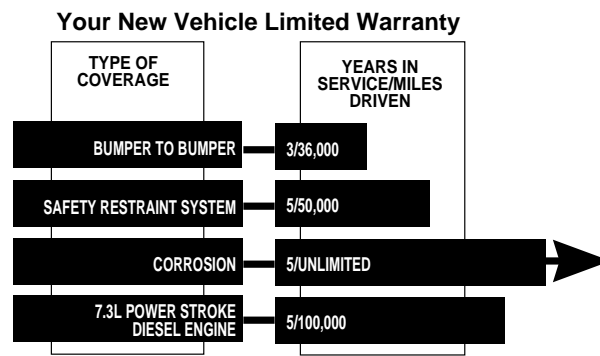 Your New Vehicle Limited Warranty
TYPE OF
COVERAGE
YEARS IN
SERVICE/MILES
DRIVEN
BUMPER TO BUMPER
3/36,000
SAFETY RESTRAINT SYSTEM
5/50,000
CORROSION
5/UNLIMITED
7.3L POWER STROKE
DIESEL ENGINE
5/100,000